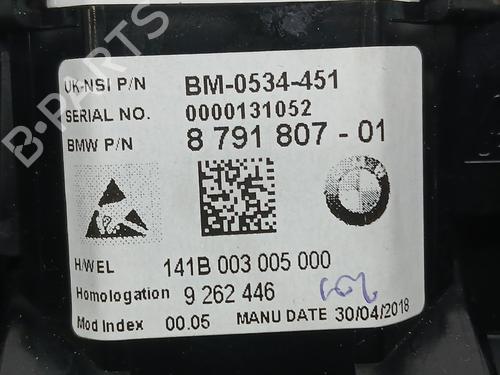 UK-NSI P/N BM-0534-451
SERIAL NO. 0000131052
BMW P/N 8 791 807 - 01
H/WEL 141B 003 005 000
Homologation 9 262 446
Mod Index 00.05 MANU DATE 30/04/2018
B-PARTS